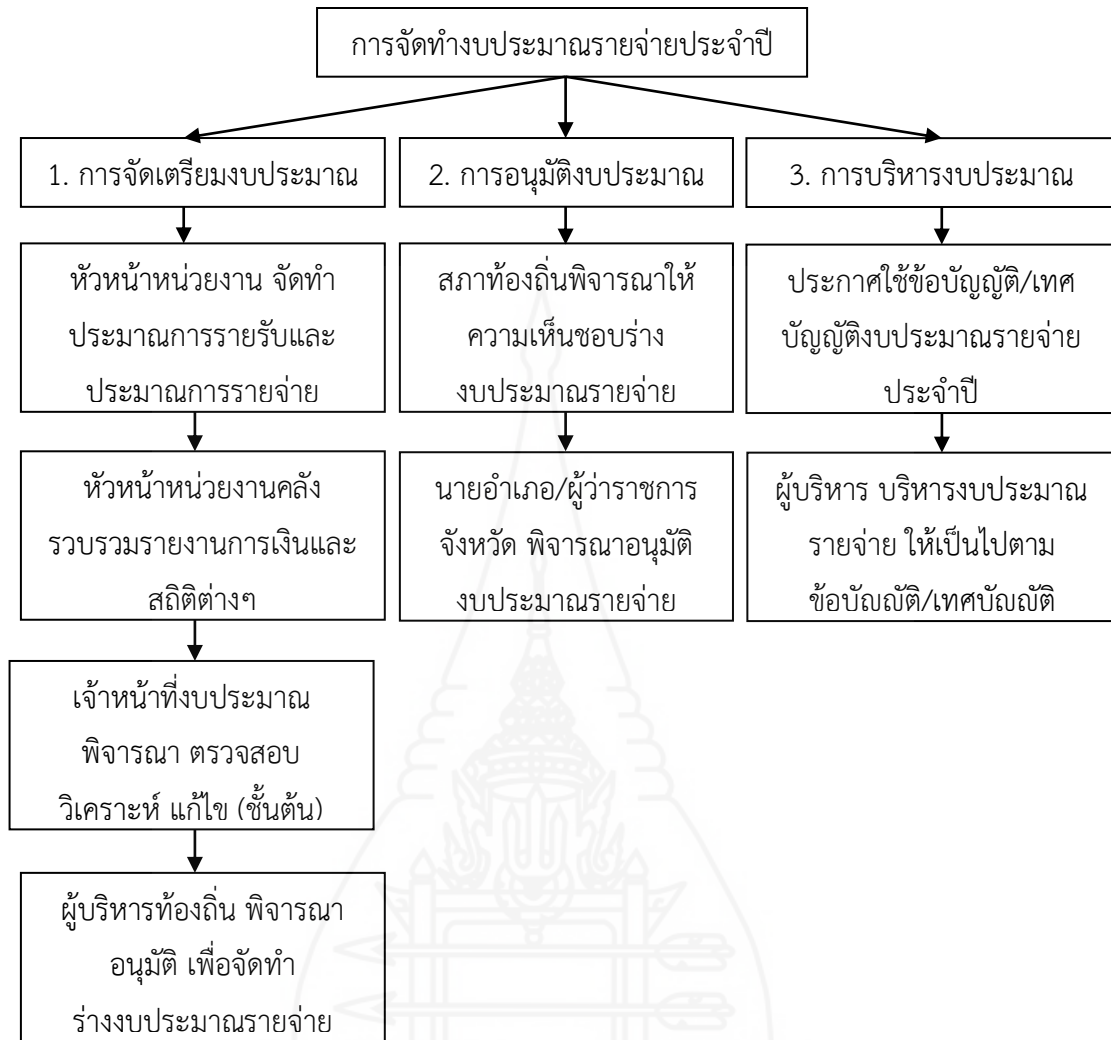 การจัดทำงบประมาณรายจ่ายประจำปี
1. การจัดเตรียมงบประมาณ
2. การอนุมัติงบประมาณ
3. การบริหารงบประมาณ
หัวหน้าหน่วยงาน จัดทำ
ประมาณการรายรับและ
ประมาณการรายจ่าย
สภาท้องถิ่นพิจารณาให้
ความเห็นชอบร่าง
งบประมาณรายจ่าย
ประกาศใช้ข้อบัญญัติ/เทศ
บัญญัติงบประมาณรายจ่าย
ประจำปี
หัวหน้าหน่วยงานคลัง
รวบรวมรายงานการเงินและ
สถิติต่างๆ
นายอำเภอ/ผู้ว่าราชการ
จังหวัด พิจารณาอนุมัติ
งบประมาณรายจ่าย
ผู้บริหาร บริหารงบประมาณ
รายจ่าย ให้เป็นไปตาม
ข้อบัญญัติ/เทศบัญญัติ
เจ้าหน้าที่งบประมาณ
พิจารณา ตรวจสอบ
วิเคราะห์ แก้ไข (ชั้นต้น)
ผู้บริหารท้องถิ่น พิจารณา
อนุมัติ เพื่อจัดทำ
ร่างงบประมาณรายจ่าย